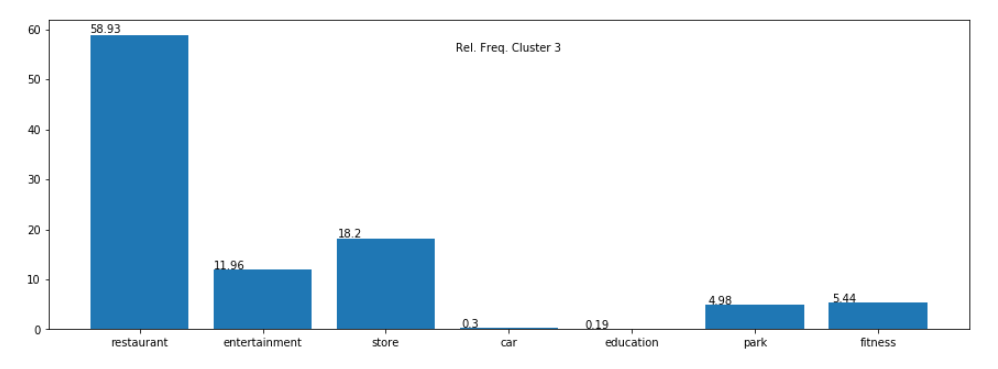 Rel. Freq. Cluster 3
60
50
40
30
20
10
0
58.93
11.96
18.2
0.3
0.19
4.98
5.44
restaurant
entertainment
store
car
education
park
fitness